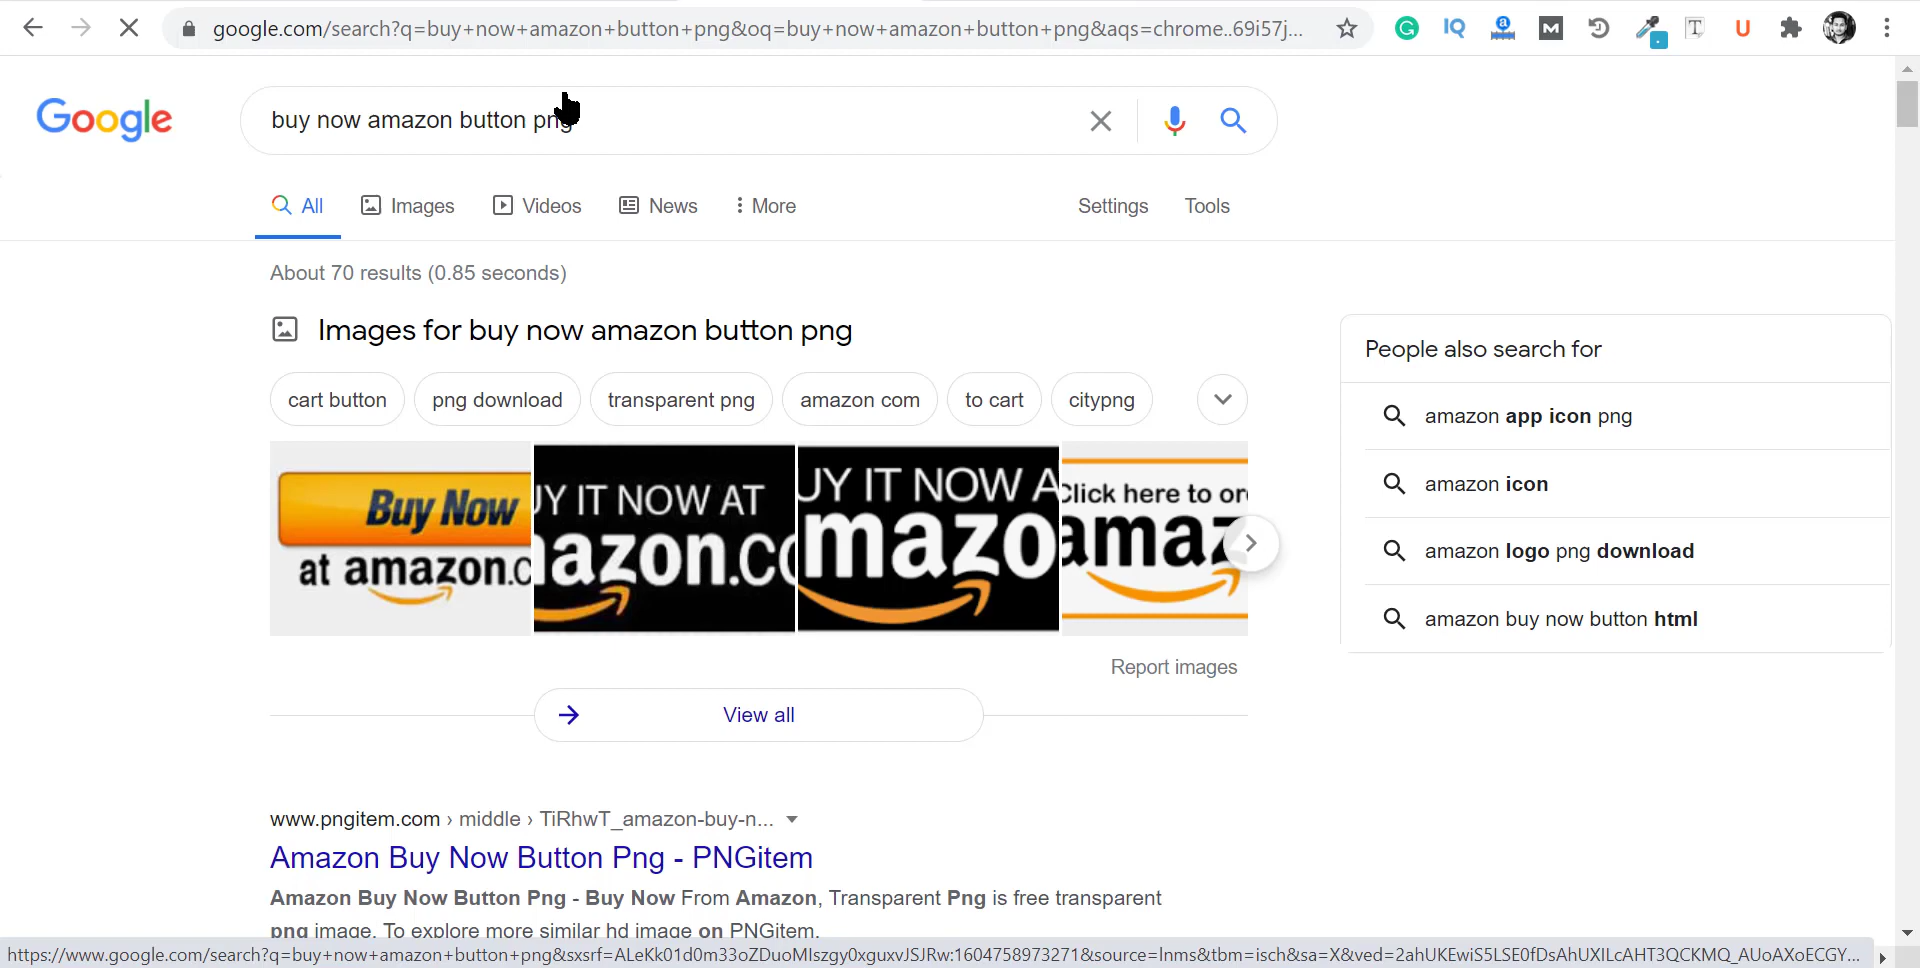 google.com/search?q=buy+now+amazon+button+png&oq=buy+now+amazon+button+png&aqs=chrome..69i57j...
Google
buy now amazon button png
All
Images
Videos
News
More
Settings
Tools
About 70 results (0.85 seconds)
Images for buy now amazon button png
cart button
png download
transparent png
amazon com
to cart
citypng
Buy Now
at amazon.c
UY IT NOW AT
azon.co
UY IT NOW A
mazo
Click here to or
amaz
Report images
View all
www.pngitem.com › middle › TiRhwT_amazon-buy-n...
Amazon Buy Now Button Png - PNGitem
Amazon Buy Now Button Png - Buy Now From Amazon, Transparent Png is free transparent
png image. To explore more similar hd image on PNGitem.
People also search for
amazon app icon png
amazon icon
amazon logo png download
amazon buy now button html
https://www.google.com/search?q=buy+now+amazon+button+png&sxsrf=ALeKk01d0m33oZDuoMIszgy0xguxvJSJRw:1604758973271&source=lnms&tbm=isch&sa=X&ved=2ahUKEwiS5LSE0fDsAhUXILcAHT3QCKMQ_AUoAXoECGY...